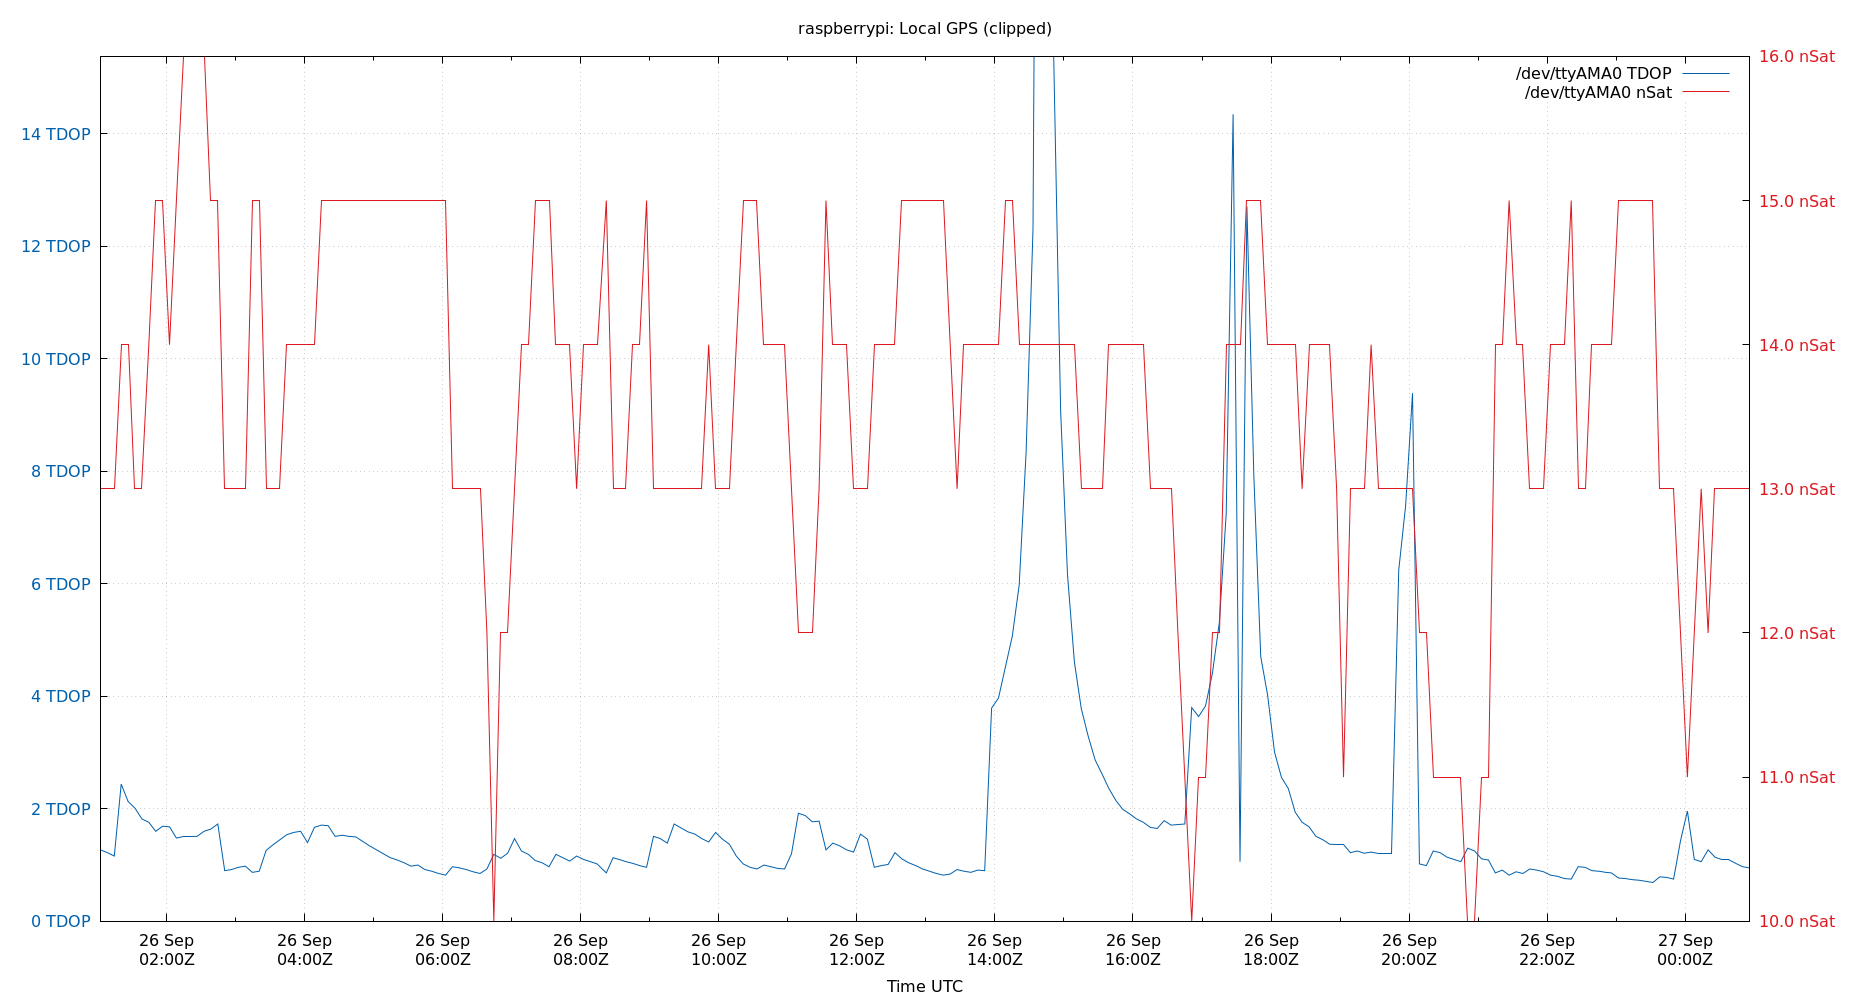 raspberrypi: Local GPS (clipped)
16.0 nSat
/dev/ttyAMA0 TDOP
/dev/ttyAMA0 nSat
14 TDOP
15.0 nSat
12 TDOP
10 TDOP
14.0 nSat
8 TDOP
13.0 nSat
6 TDOP
12.0 nSat
4 TDOP
11.0 nSat
2 TDOP
0 TDOP
10.0 nSat
26 Sep 26 Sep 26 Sep 26 Sep 26 Sep 26 Sep 26 Sep 26 Sep 26 Sep 26 Sep 26 Sep 27 Sep
02:00Z 04:00Z 06:00Z 08:00Z 10:00Z 12:00Z 14:00Z 16:00Z 18:00Z 20:00Z 22:00Z 00:00Z
Time UTC